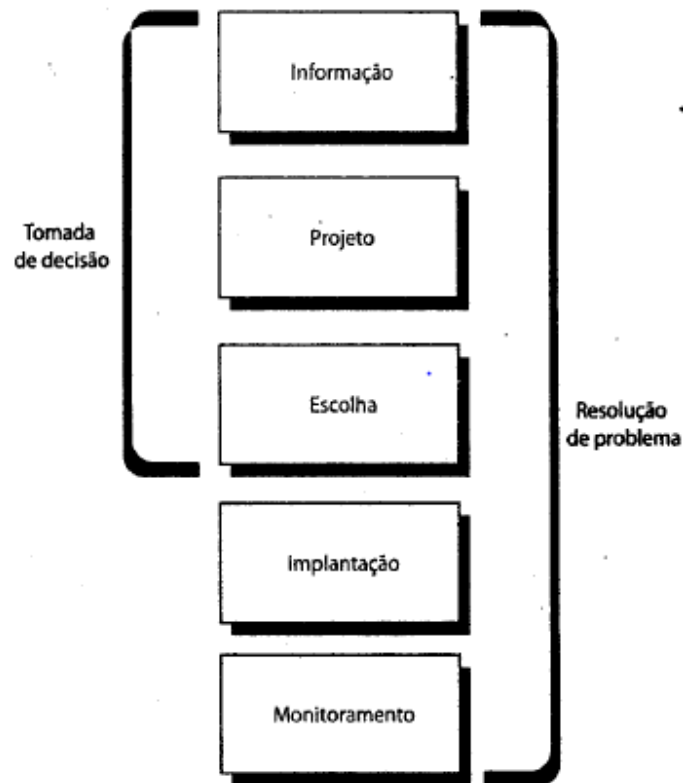 Informação
Projeto
Tomada
de decisão
Escolha
Resolução
de problema
Implantação
Monitoramento